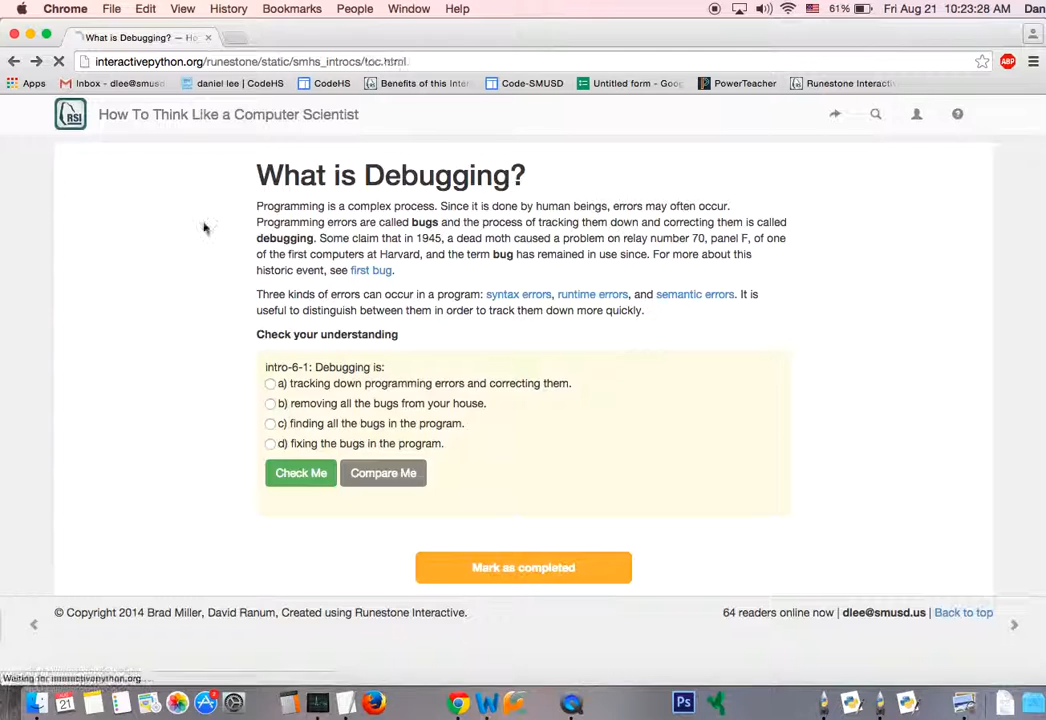 Chrome File Edit View History Bookmarks People Window Help 61% Fri Aug 21 10:23:28 AM Dan
What is Debugging? — Ho
interactivepython.org/runestone/static/smhs_introcs/toc.html
ABP
Apps Inbox - dlee@smusd daniel lee | CodeHS CodeHS Benefits of this Inter Code-SMUSD Untitled form - Goog PowerTeacher Runestone Interactiv
RSI How To Think Like a Computer Scientist
What is Debugging?
Programming is a complex process. Since it is done by human beings, errors may often occur.
Programming errors are called bugs and the process of tracking them down and correcting them is called
debugging. Some claim that in 1945, a dead moth caused a problem on relay number 70, panel F, of one
of the first computers at Harvard, and the term bug has remained in use since. For more about this
historic event, see first bug.
Three kinds of errors can occur in a program: syntax errors, runtime errors, and semantic errors. It is
useful to distinguish between them in order to track them down more quickly.
Check your understanding
intro-6-1: Debugging is:
a) tracking down programming errors and correcting them.
b) removing all the bugs from your house.
c) finding all the bugs in the program.
d) fixing the bugs in the program.
Check Me Compare Me
Mark as completed
© Copyright 2014 Brad Miller, David Ranum, Created using Runestone Interactive. 64 readers online now | dlee@smusd.us | Back to top
Waiting for interactivepython.org...
AUG
21
Ps